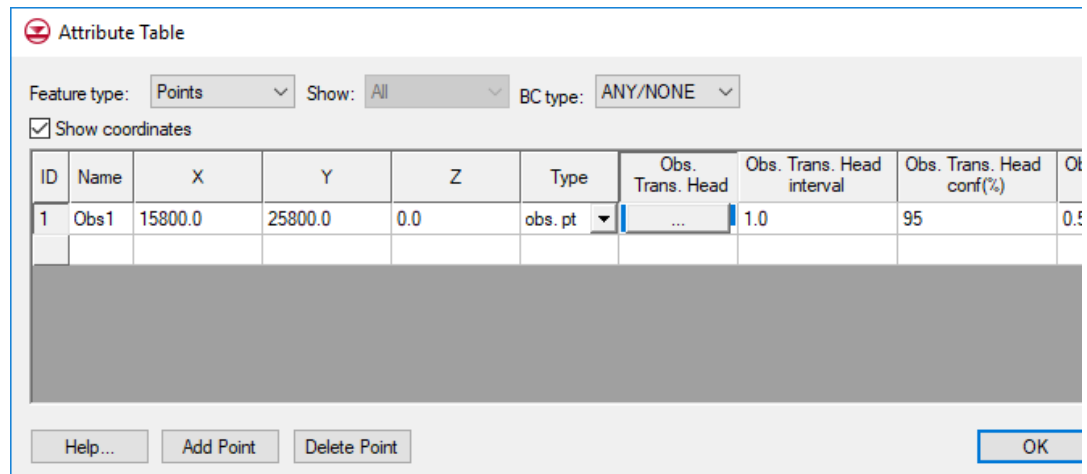 Attribute Table
Feature type: Points Show: All BC type: ANY/NONE
Show coordinates
ID Name X Y Z Type Obs. Trans. Head Obs. Trans. Head interval Obs. Trans. Head conf(%)
1 Obs1 15800.0 25800.0 0.0 obs. pt ... 1.0 95 0.5
Help... Add Point Delete Point OK